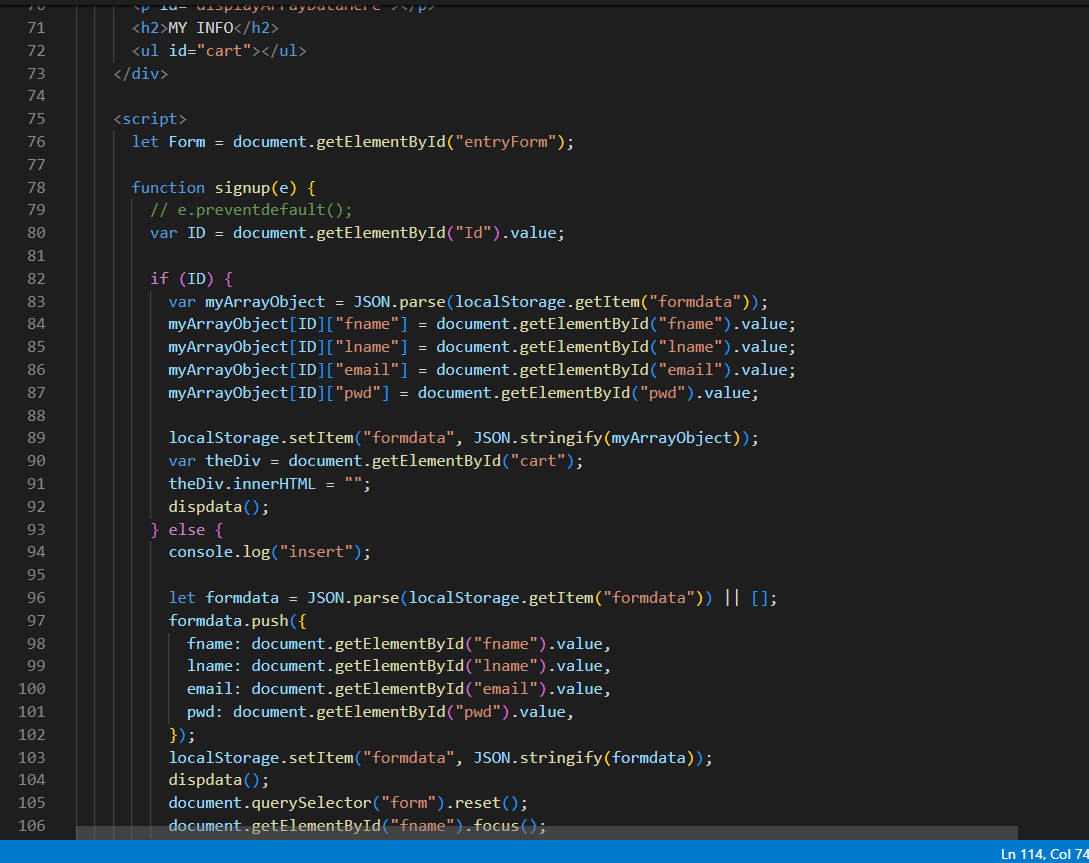 70 <p id="displayArrayDataHere"></p>
71 <h2>MY INFO</h2>
72 <ul id="cart"></ul>
73 </div>
74
75 <script>
76 let Form = document.getElementById("entryForm");
77
78 function signup(e) {
79 // e.preventdefault();
80 var ID = document.getElementById("Id").value;
81
82 if (ID) {
83 var myArrayObject = JSON.parse(localStorage.getItem("formdata"));
84 myArrayObject[ID]["fname"] = document.getElementById("fname").value;
85 myArrayObject[ID]["lname"] = document.getElementById("lname").value;
86 myArrayObject[ID]["email"] = document.getElementById("email").value;
87 myArrayObject[ID]["pwd"] = document.getElementById("pwd").value;
88
89 localStorage.setItem("formdata", JSON.stringify(myArrayObject));
90 var theDiv = document.getElementById("cart");
91 theDiv.innerHTML = "";
92 dispdata();
93 } else {
94 console.log("insert");
95
96 let formdata = JSON.parse(localStorage.getItem("formdata")) || [];
97 formdata.push({
98 fname: document.getElementById("fname").value,
99 lname: document.getElementById("lname").value,
100 email: document.getElementById("email").value,
101 pwd: document.getElementById("pwd").value,
102 });
103 localStorage.setItem("formdata", JSON.stringify(formdata));
104 dispdata();
105 document.querySelector("form").reset();
106 document.getElementById("fname").focus();
Ln 114, Col 74